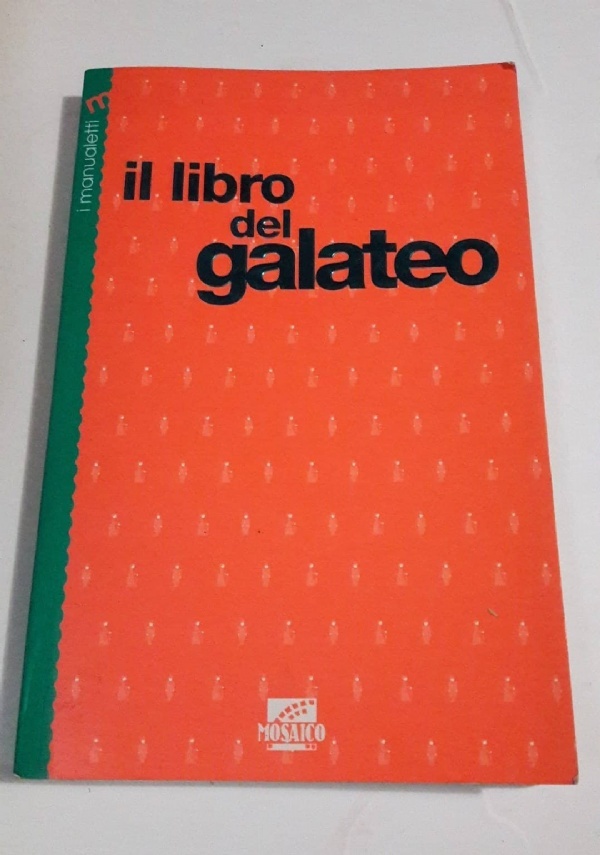 i manualetti
il libro
del
galateo
MOSAICO